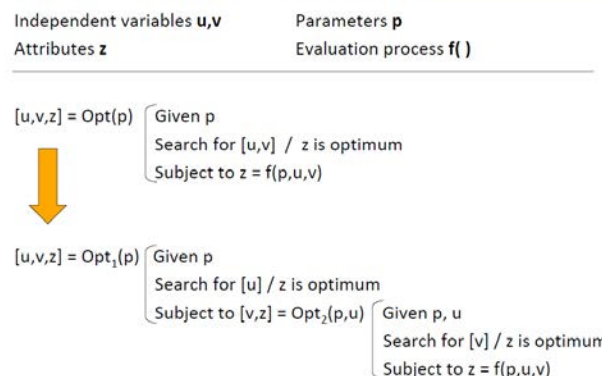 Independent variables u,v Parameters p
Attributes z Evaluation process f( )
[u,v,z] = Opt(p) Given p
Search for [u,v] / z is optimum
Subject to z = f(p,u,v)
[u,v,z] = Opt₁(p) Given p
Search for [u] / z is optimum
Subject to [v,z] = Opt₂(p,u) Given p, u
Search for [v] / z is optimum
Subject to z = f(p,u,v)